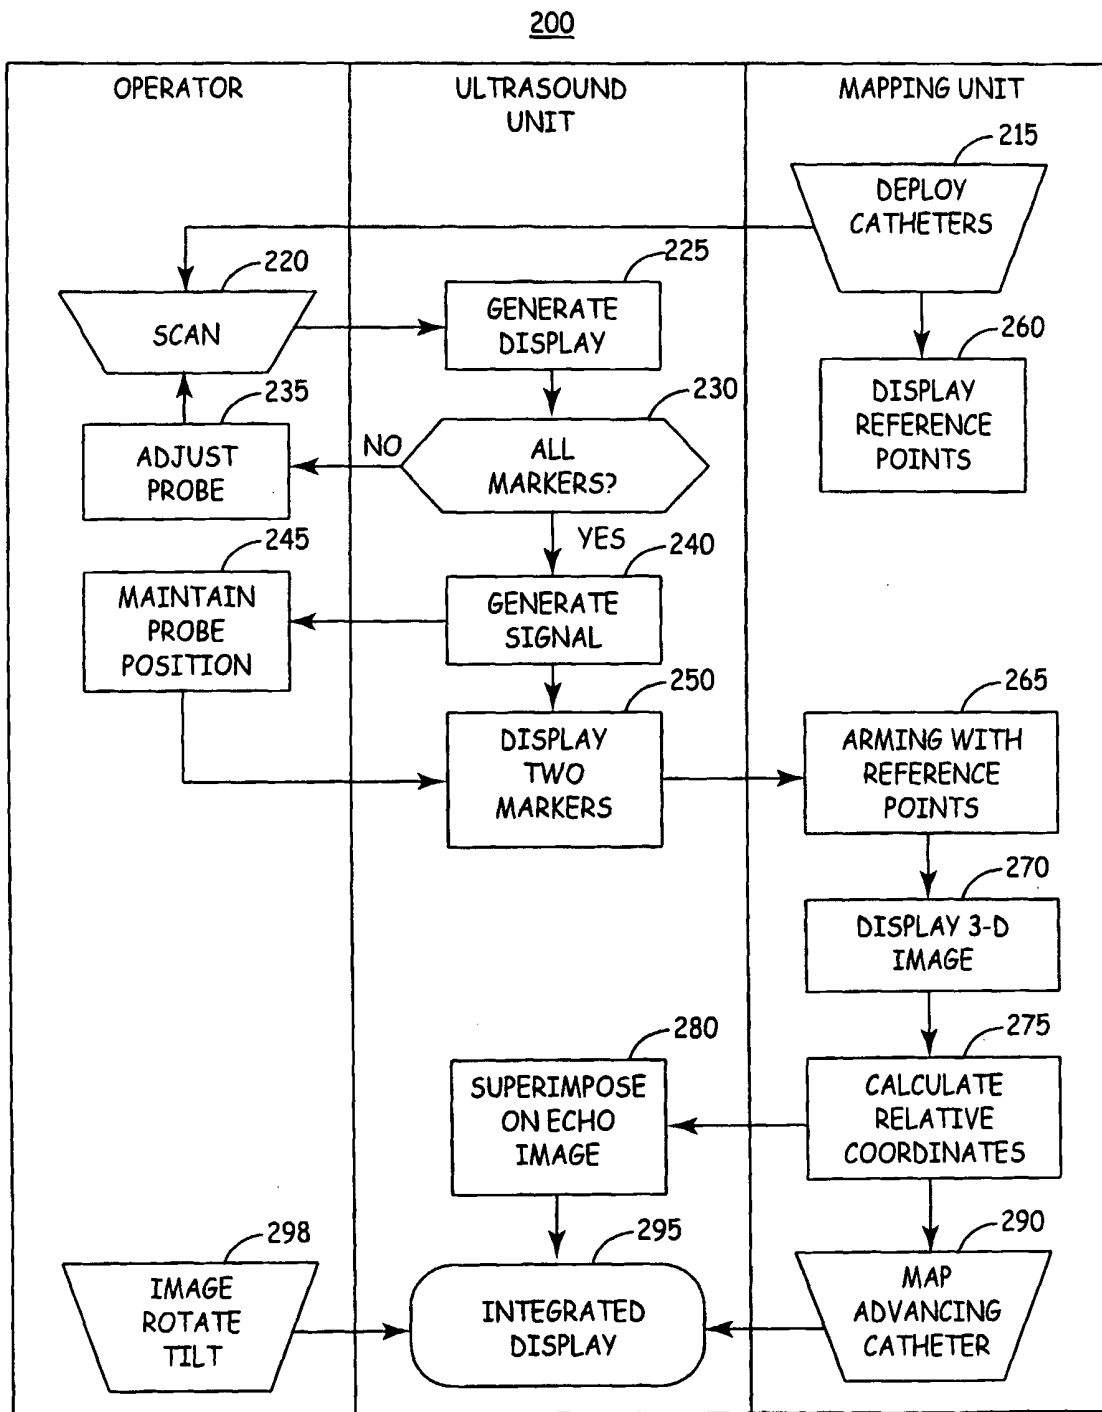 200
OPERATOR
ULTRASOUND
UNIT
MAPPING UNIT
215
DEPLOY
CATHETERS
220
SCAN
225
GENERATE
DISPLAY
260
DISPLAY
REFERENCE
POINTS
235
ADJUST
PROBE
NO
230
ALL
MARKERS?
YES
245
MAINTAIN
PROBE
POSITION
240
GENERATE
SIGNAL
250
DISPLAY
TWO
MARKERS
265
ARMING WITH
REFERENCE
POINTS
270
DISPLAY 3-D
IMAGE
275
CALCULATE
RELATIVE
COORDINATES
280
SUPERIMPOSE
ON ECHO
IMAGE
290
MAP
ADVANCING
CATHETER
298
IMAGE
ROTATE
TILT
295
INTEGRATED
DISPLAY